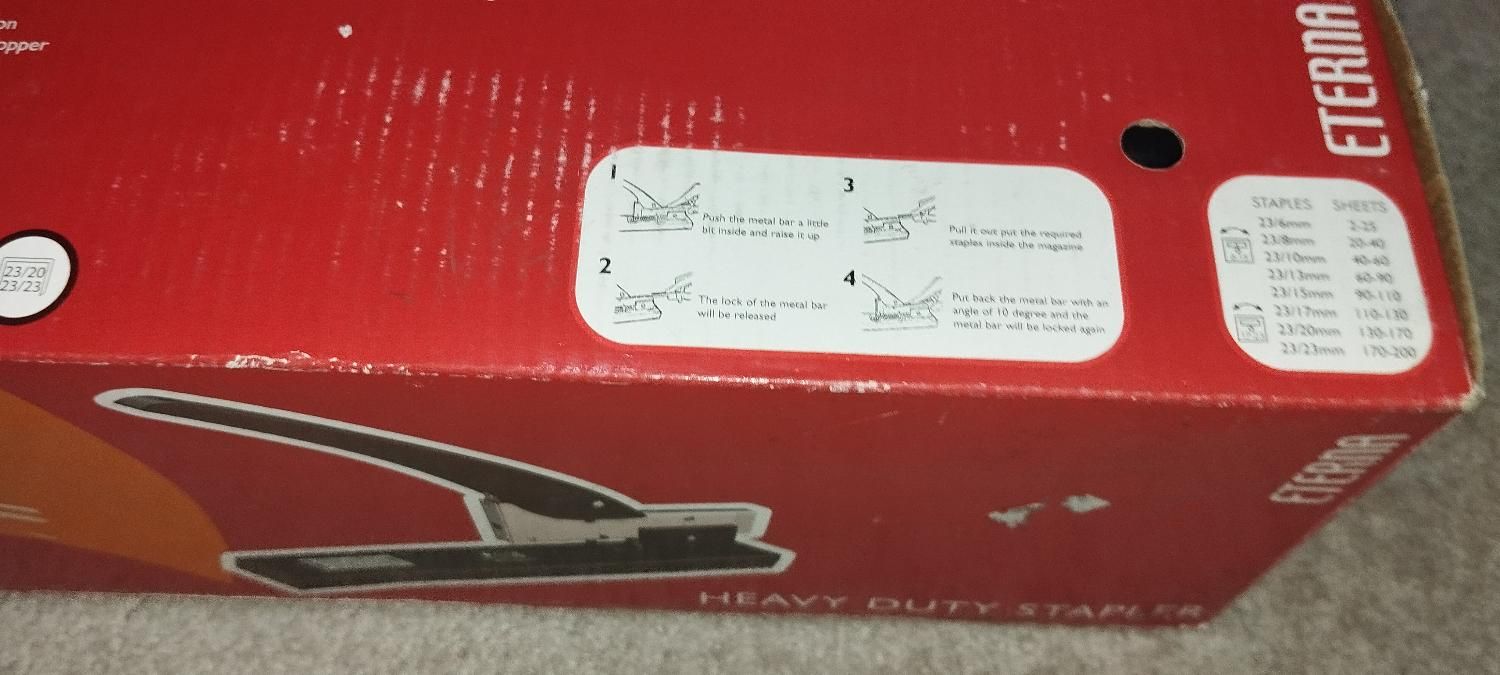 on
opper
23/20
23/23
1
Push the metal bar a little
bit inside and raise it up
2
The lock of the metal bar
will be released
3
Pull it out put the required
staples inside the magazine
4
Put back the metal bar with an
angle of 10 degree and the
metal bar will be locked again
ETERNA
STAPLES SHEETS
23/6mm 2-25
23/8mm 20-40
23/10mm 40-60
23/13mm 60-90
23/15mm 90-110
23/17mm 110-130
23/20mm 130-170
23/23mm 170-200
ETERNA
HEAVY DUTY STAPLER